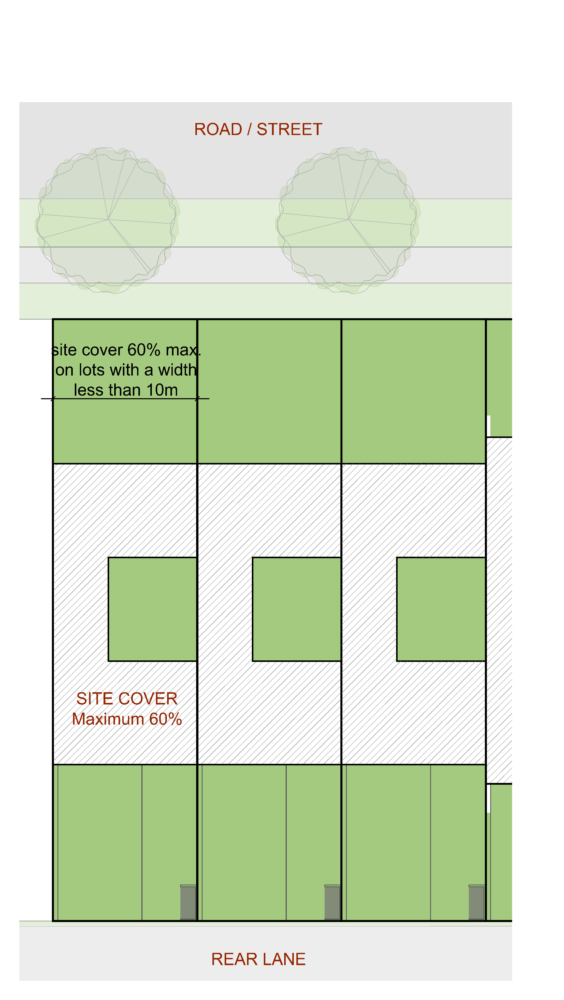 ROAD / STREET
site cover 60% max.
on lots with a width
less than 10m
SITE COVER
Maximum 60%
REAR LANE